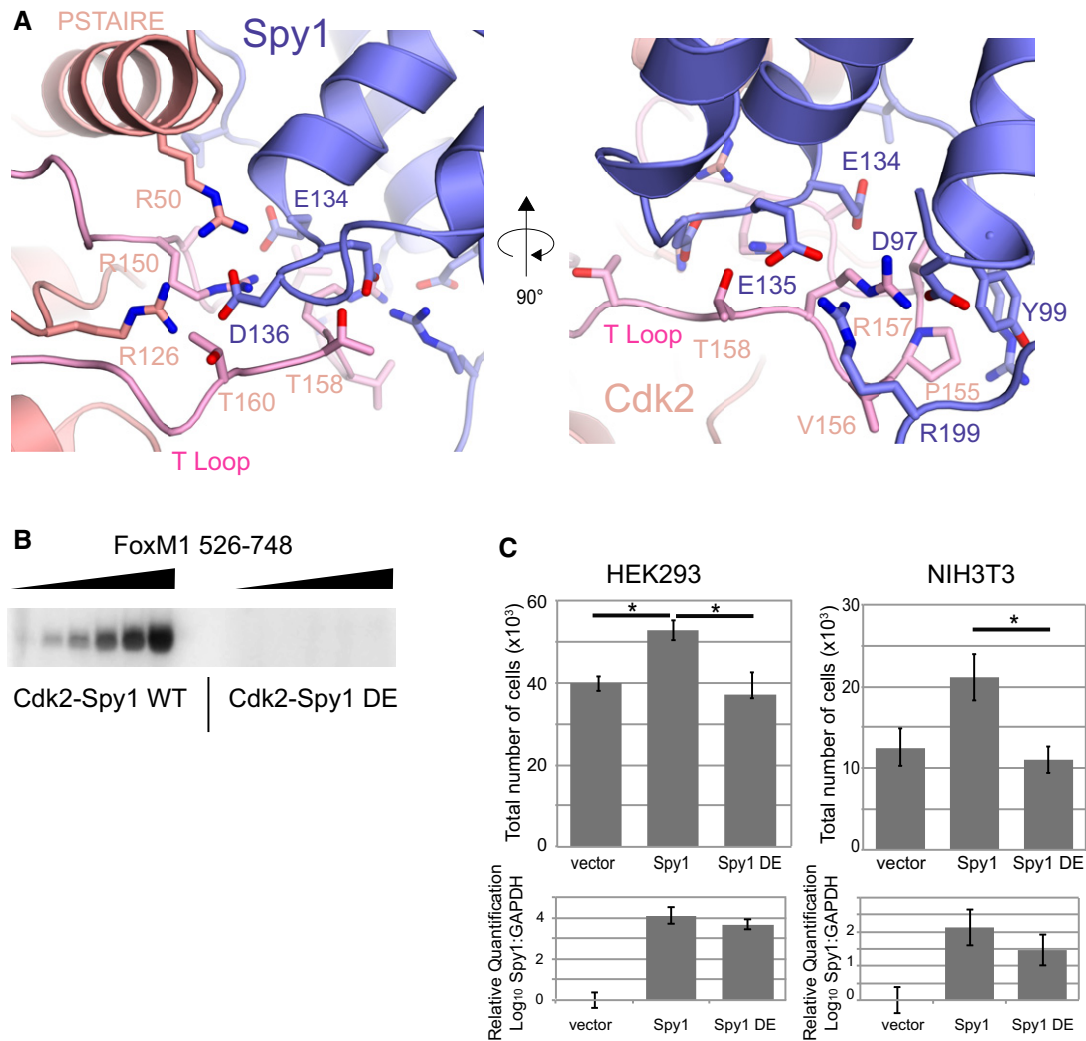 A
PSTAIRE
Spy1
R50
E134
R150
D136
R126
T160
T158
T Loop
90°
E134
D97
E135
Y99
T Loop
R157
T158
P155
Cdk2
V156
R199
B
FoxM1 526-748
Cdk2-Spy1 WT
Cdk2-Spy1 DE
C
HEK293
Total number of cells (x10³)
60
40
20
0
* *
vector Spy1 Spy1 DE
Relative Quantification
Log₁₀ Spy1:GAPDH
4
2
0
vector Spy1 Spy1 DE
NIH3T3
Total number of cells (x10³)
30
20
10
0
*
vector Spy1 Spy1 DE
Relative Quantification
Log₁₀ Spy1:GAPDH
2
1
0
vector Spy1 Spy1 DE